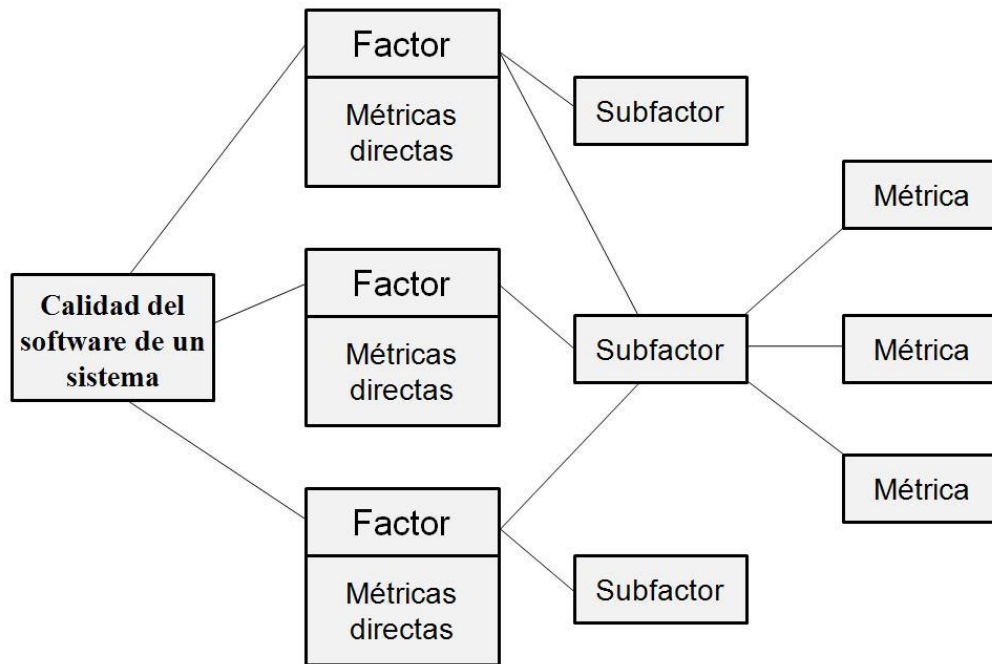 Factor
Métricas
directas
Subfactor
Métrica
Calidad del
software de un
sistema
Factor
Métricas
directas
Subfactor
Métrica
Métrica
Factor
Métricas
directas
Subfactor